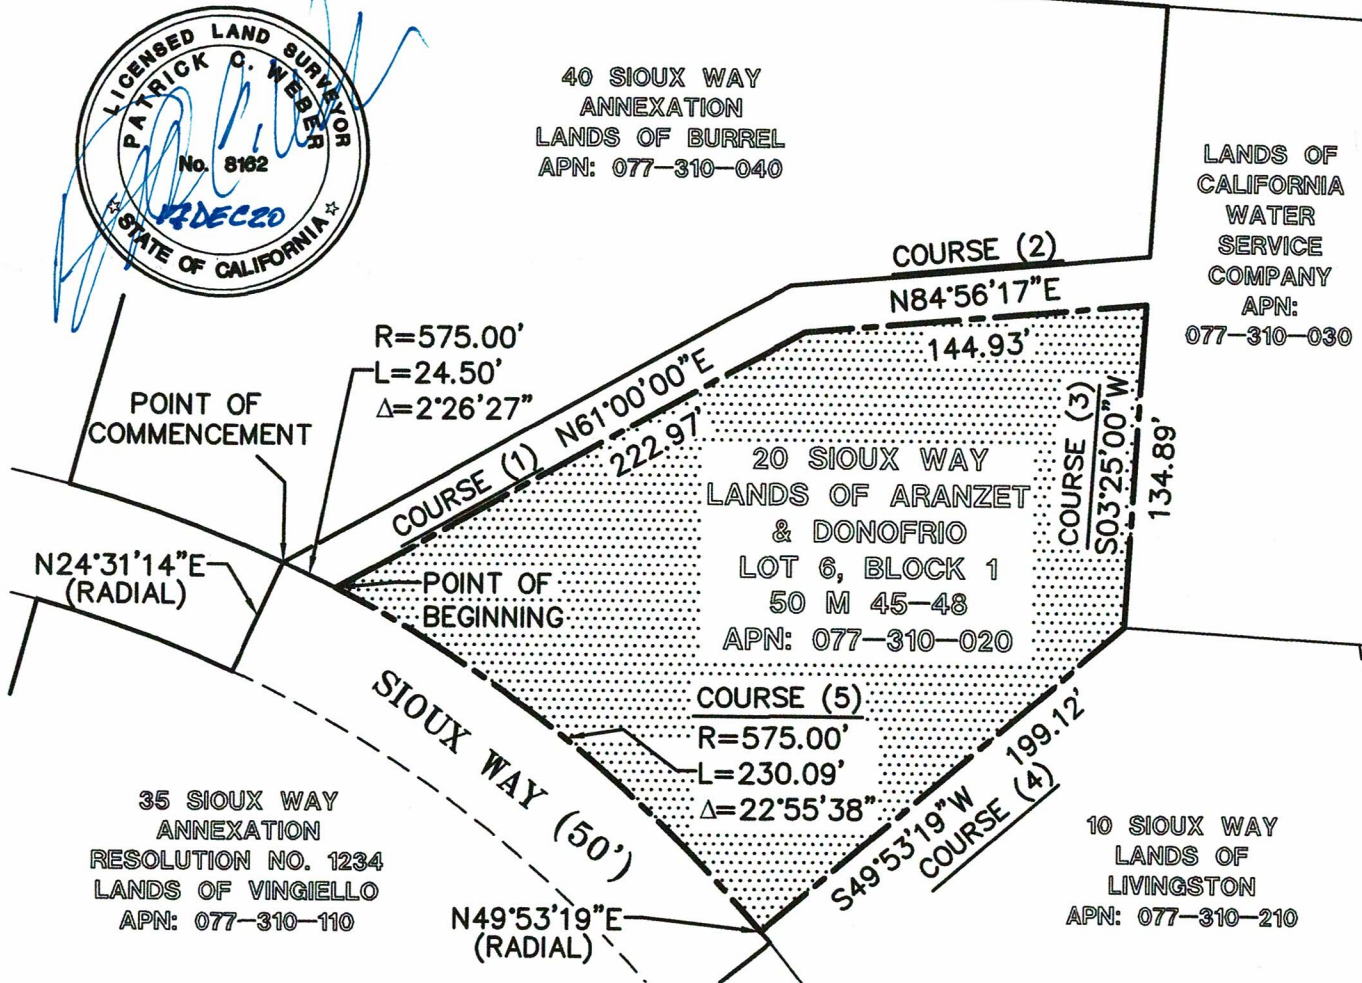 LICENSED LAND SURVEYOR
PATRICK C. WEBER
No. 8162
17DEC20
STATE OF CALIFORNIA
40 SIOUX WAY
ANNEXATION
LANDS OF BURREL
APN: 077-310-040
LANDS OF
CALIFORNIA
WATER
SERVICE
COMPANY
APN:
077-310-030
COURSE (2)
N84°56'17"E
144.93'
R=575.00'
L=24.50'
Δ=2°26'27"
POINT OF
COMMENCEMENT
COURSE (1) N61°00'00"E
222.97'
COURSE (3)
S03°25'00"W
134.89'
20 SIOUX WAY
LANDS OF ARANZET
& DONOFRIO
LOT 6, BLOCK 1
50 M 45-48
APN: 077-310-020
N24°31'14"E
(RADIAL)
POINT OF
BEGINNING
SIOUX WAY (50')
COURSE (5)
R=575.00'
L=230.09'
Δ=22°55'38"
199.12'
S49°53'19"W
COURSE (4)
35 SIOUX WAY
ANNEXATION
RESOLUTION NO. 1234
LANDS OF VINGIELLO
APN: 077-310-110
N49°53'19"E
(RADIAL)
10 SIOUX WAY
LANDS OF
LIVINGSTON
APN: 077-310-210